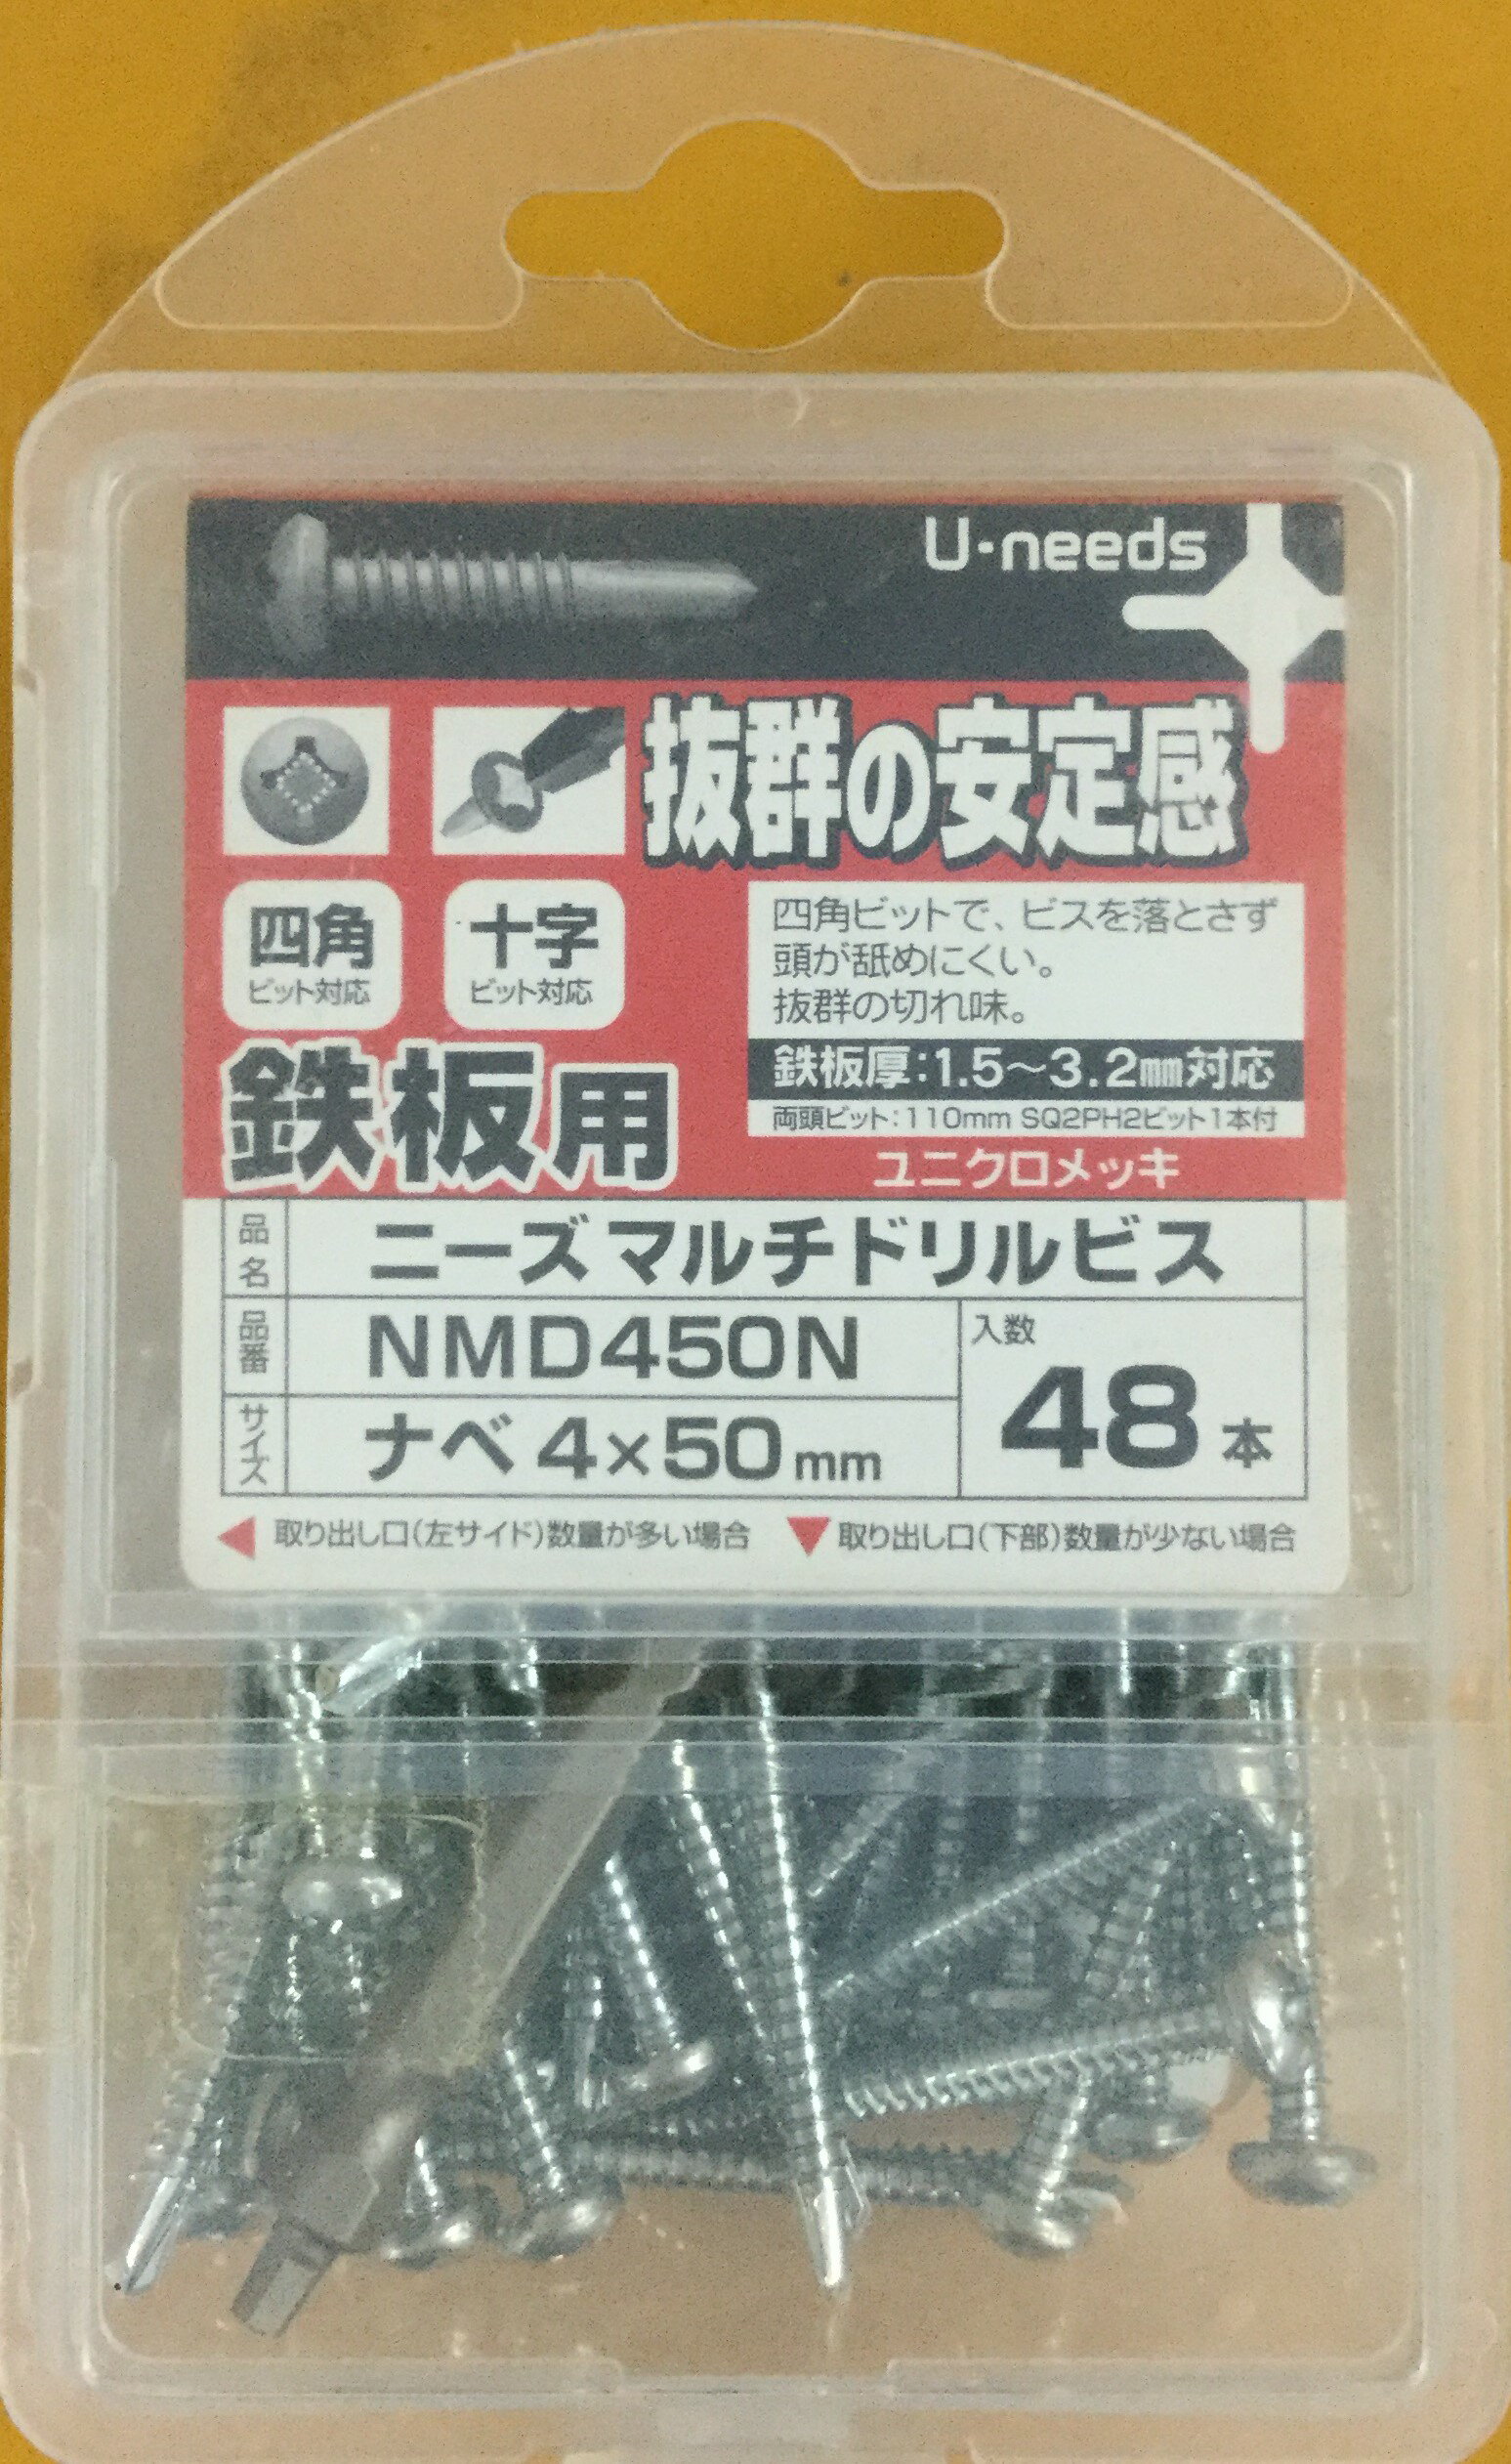 U-needs
抜群の安定感
四角
ビット対応
十字
ビット対応
四角ビットで、ビスを落とさず
頭が舐めにくい。
抜群の切れ味。
鉄板厚:1.5～3.2mm対応
両頭ビット:110mm SQ2PH2ビット1本付
鉄板用
ユニクロメッキ
品名 ニーズマルチドリルビス
品番 NMD450N
入数 48本
サイズ ナベ 4×50mm
◀ 取り出し口(左サイド)数量が多い場合 ▼ 取り出し口(下部)数量が少ない場合